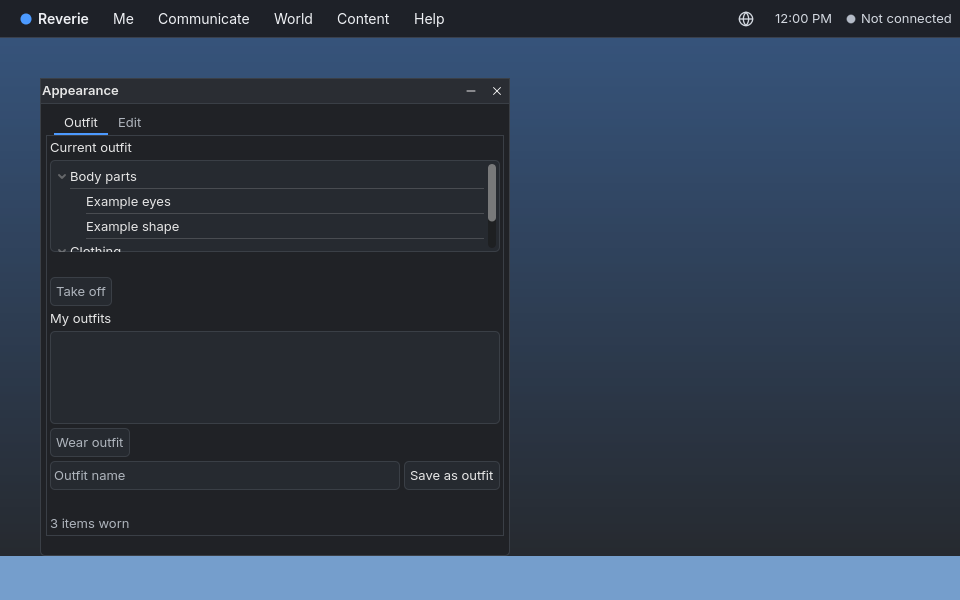 Reverie Me Communicate World Content Help 12:00 PM Not connected
Appearance
Outfit Edit
Current outfit
Body parts
Example eyes
Example shape
Clothing
Take off
My outfits
Wear outfit
Outfit name Save as outfit
3 items worn